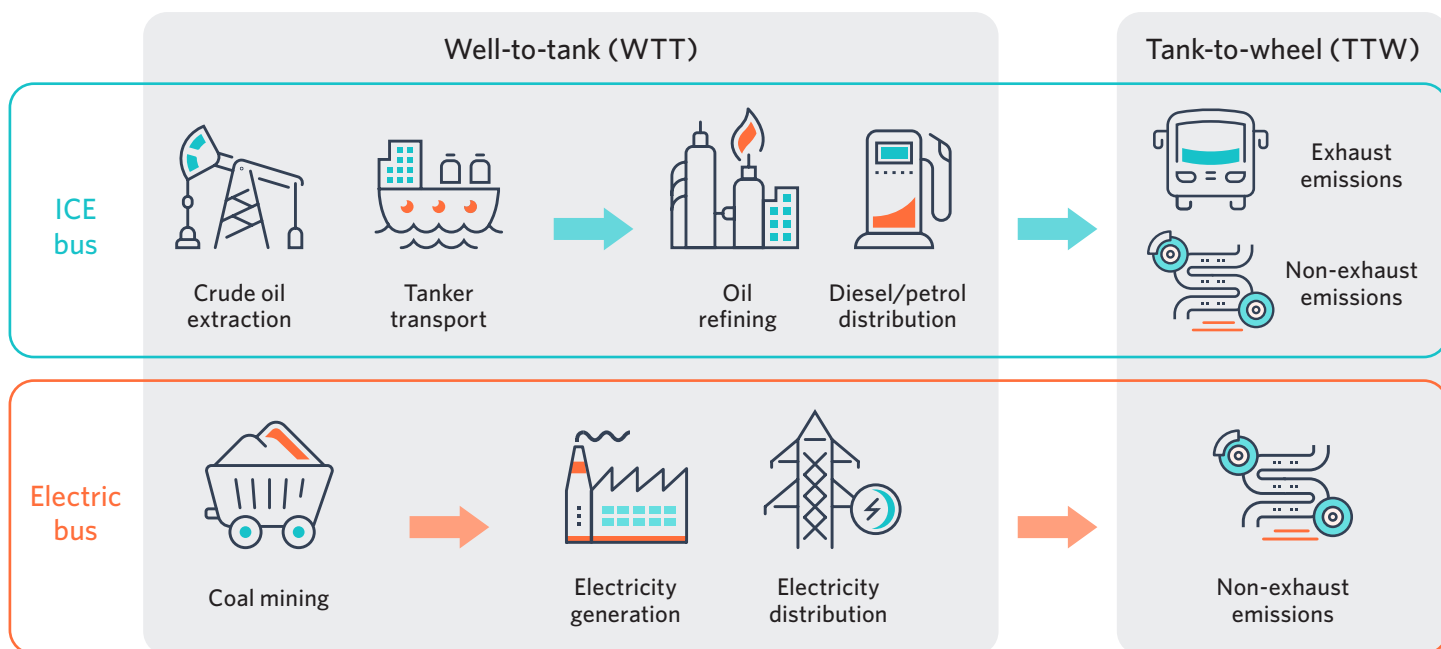 Well-to-tank (WTT)
Tank-to-wheel (TTW)
ICE
bus
Crude oil
extraction
Tanker
transport
Oil
refining
Diesel/petrol
distribution
Exhaust
emissions
Non-exhaust
emissions
Electric
bus
Coal mining
Electricity
generation
Electricity
distribution
Non-exhaust
emissions